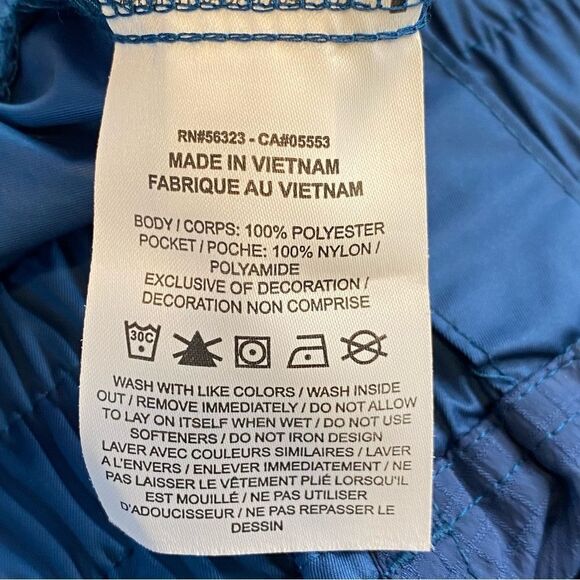 RN#56323 - CA#05553
MADE IN VIETNAM
FABRIQUE AU VIETNAM
BODY / CORPS: 100% POLYESTER
POCKET / POCHE: 100% NYLON /
POLYAMIDE
EXCLUSIVE OF DECORATION /
DECORATION NON COMPRISE
30C
WASH WITH LIKE COLORS / WASH INSIDE
OUT / REMOVE IMMEDIATELY / DO NOT ALLOW
TO LAY ON ITSELF WHEN WET / DO NOT USE
SOFTENERS / DO NOT IRON DESIGN
LAVER AVEC COULEURS SIMILAIRES / LAVER
A L'ENVERS / ENLEVER IMMEDIATEMENT / NE
PAS LAISSER LE VÊTEMENT PLIÉ LORSQU'IL
EST MOUILLÉ / NE PAS UTILISER
D'ADOUCISEUR / NE PAS REPASSER LE
DESSIN